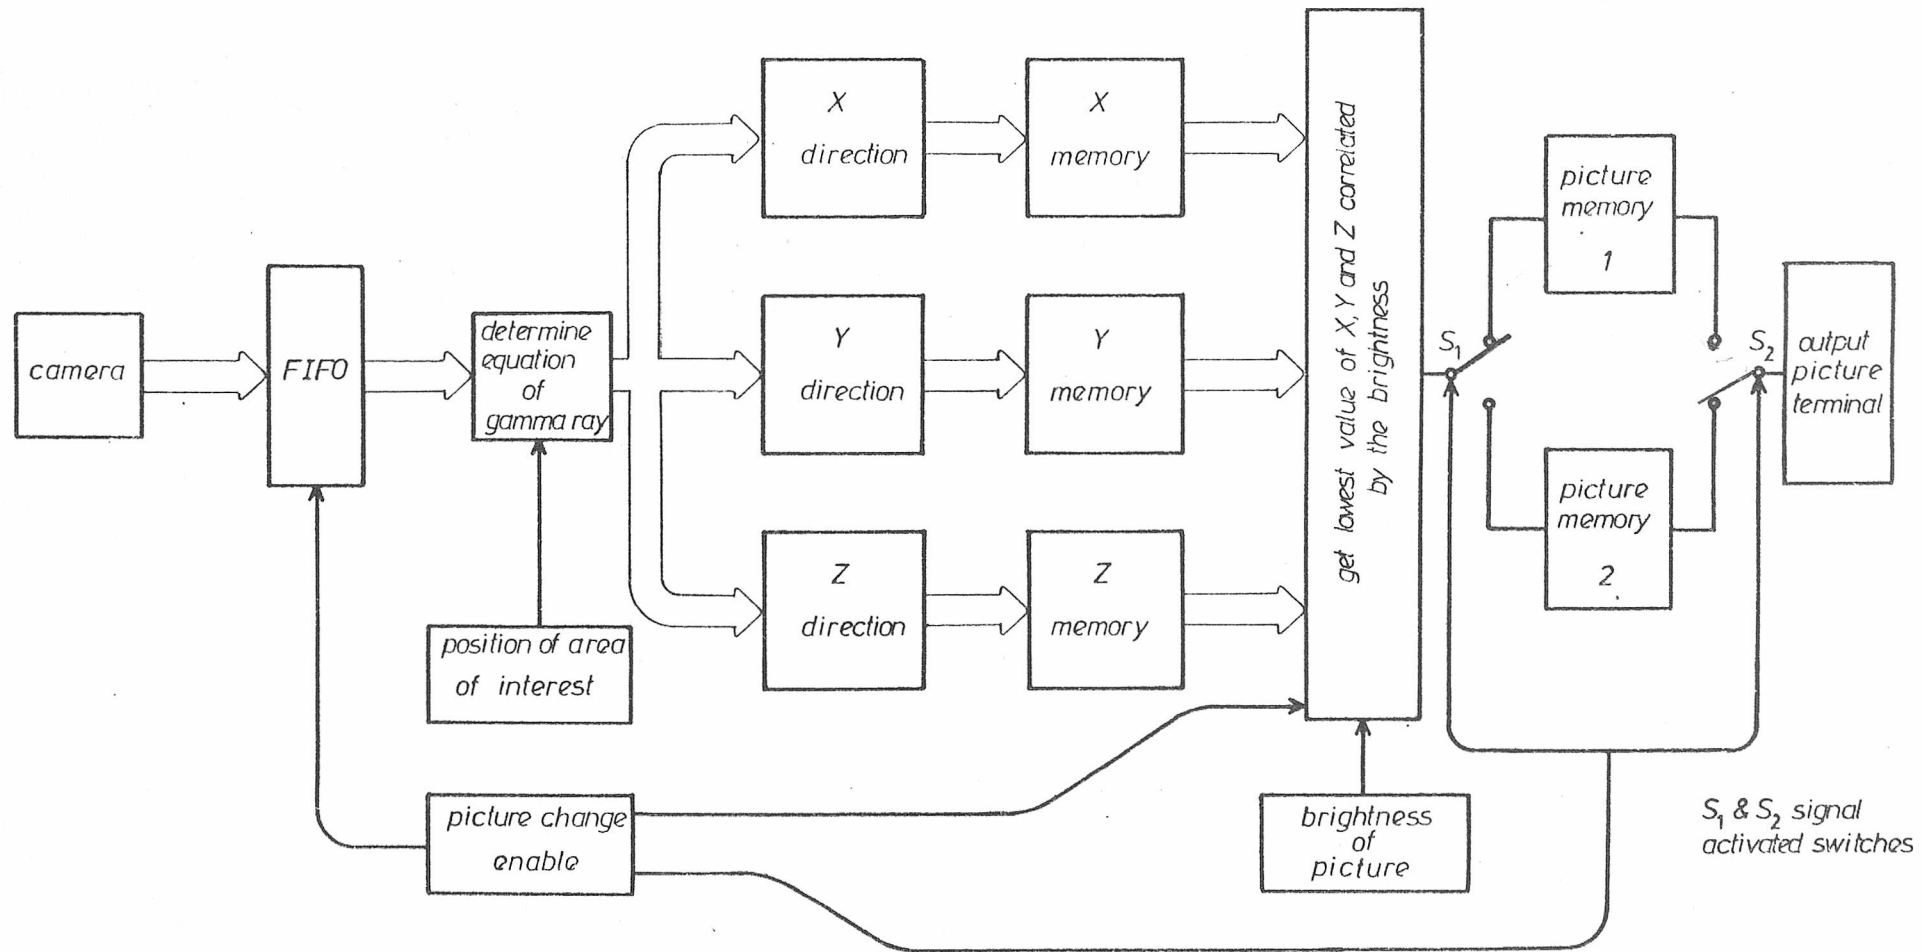 camera
FIFO
determine
equation
of
gamma ray
position of area
of interest
picture change
enable
X
direction
X
memory
Y
direction
Y
memory
Z
direction
Z
memory
get lowest value of X, Y and Z correlated
by the brightness
brightness
of
picture
S₁
picture
memory
1
picture
memory
2
S₂
output
picture
terminal
S₁ & S₂ signal
activated switches